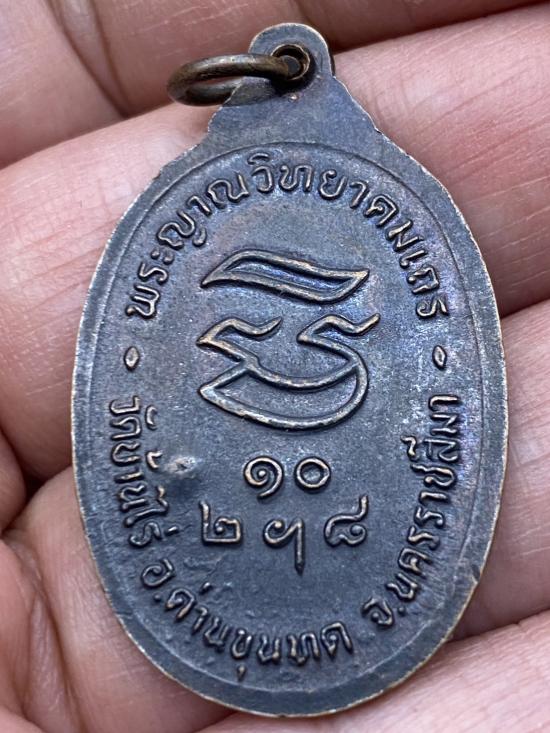 พระญาณวิทยาคมเถร
๑๐
๒ ฯ ๘
วัดบ้านไร่ อ.ด่านขุนทด จ.นครราชสีมา